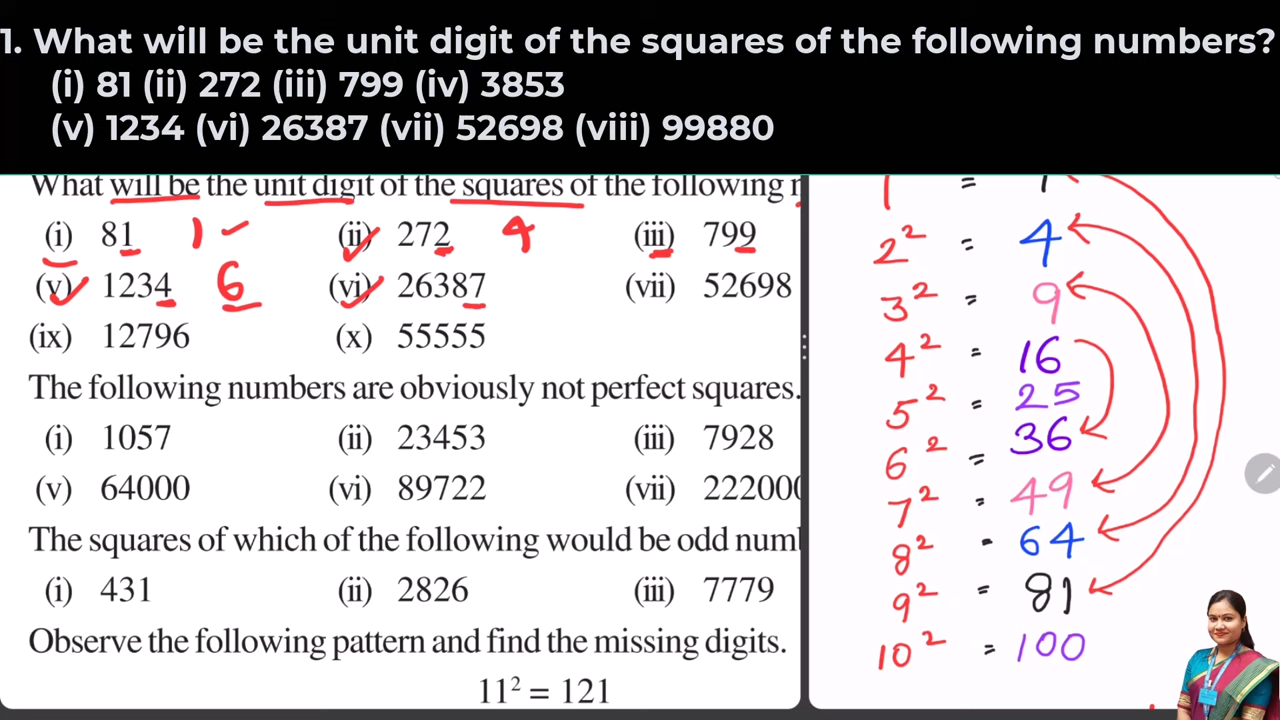 1. What will be the unit digit of the squares of the following numbers?
(i) 81 (ii) 272 (iii) 799 (iv) 3853
(v) 1234 (vi) 26387 (vii) 52698 (viii) 99880
What will be the unit digit of the squares of the following
(i) 81 1 (ii) 272 4 (iii) 799
(v) 1234 6 (vi) 26387 (vii) 52698
(ix) 12796 (x) 55555
The following numbers are obviously not perfect squares.
(i) 1057 (ii) 23453 (iii) 7928
(v) 64000 (vi) 89722 (vii) 222000
The squares of which of the following would be odd num
(i) 431 (ii) 2826 (iii) 7779
Observe the following pattern and find the missing digits.
11² = 121
1 = 1
2² = 4
3² = 9
4² = 16
5² = 25
6² = 36
7² = 49
8² = 64
9² = 81
10² = 100